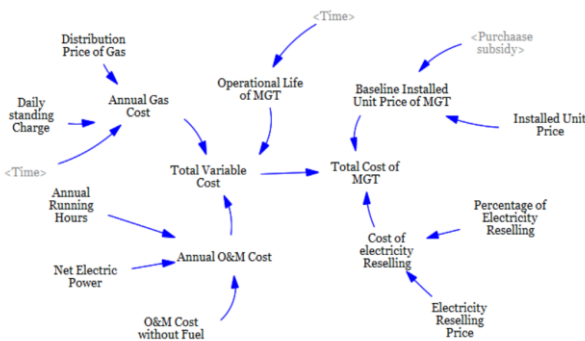 <Time>
Distribution
Price of Gas
<Purchaase
subsidy>
Operational Life
of MGT
Baseline Installed
Unit Price of MGT
Annual Gas
Cost
Daily
standing
Charge
Installed Unit
Price
<Time>
Total Variable
Cost
Total Cost of
MGT
Annual
Running
Hours
Percentage of
Electricity
Reselling
Cost of
electricity
Reselling
Annual O&M Cost
Net Electric
Power
Electricity
Reselling
Price
O&M Cost
without Fuel